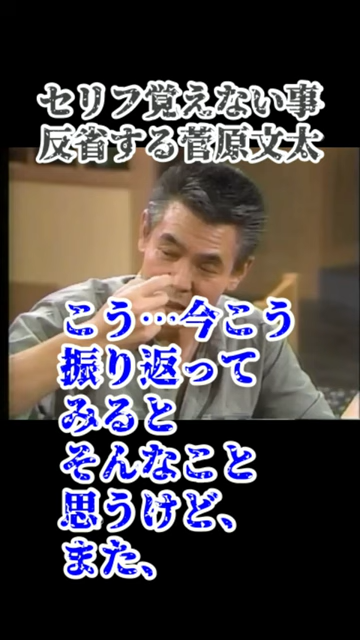 セリフ覚えない事
反省する菅原文太
こう…今こう
振り返って
みると
そんなこと
思うけど、
また、